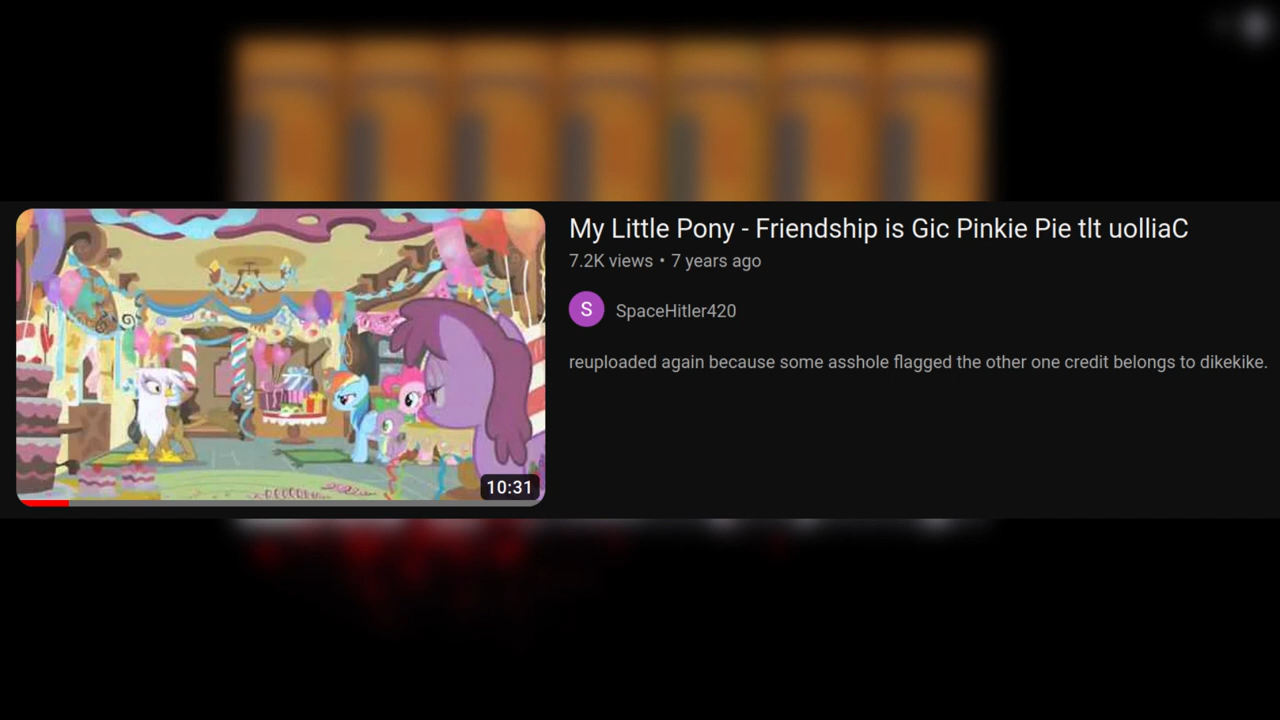 My Little Pony - Friendship is Gic Pinkie Pie tlt uolliaC
7.2K views • 7 years ago
S SpaceHitler420
reuploaded again because some asshole flagged the other one credit belongs to dikekike.
10:31